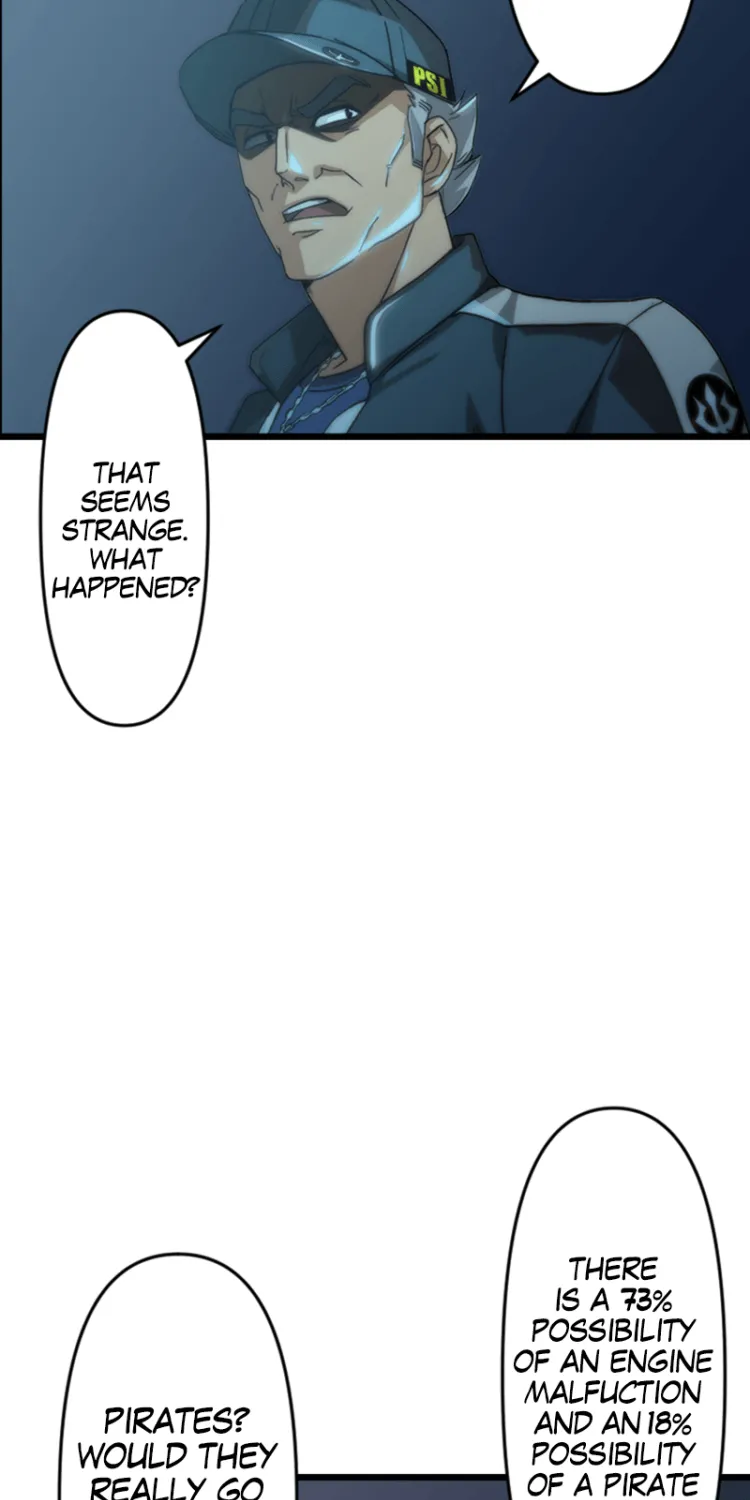 PSI
THAT
SEEMS
STRANGE.
WHAT
HAPPENED?
THERE
IS A 73%
POSSIBILITY
OF AN ENGINE
MALFUCTION
AND AN 18%
POSSIBILITY
OF A PIRATE
PIRATES?
WOULD THEY
REALLY GO